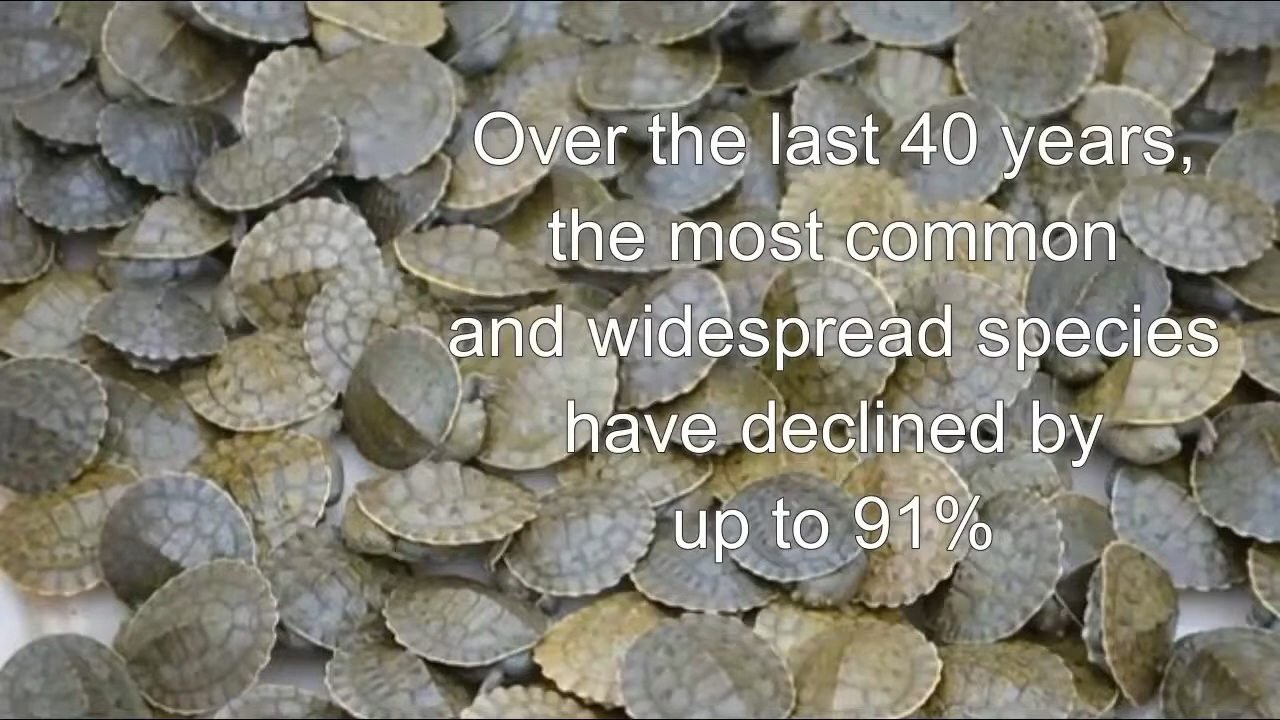 Over the last 40 years,
the most common
and widespread species
have declined by
up to 91%